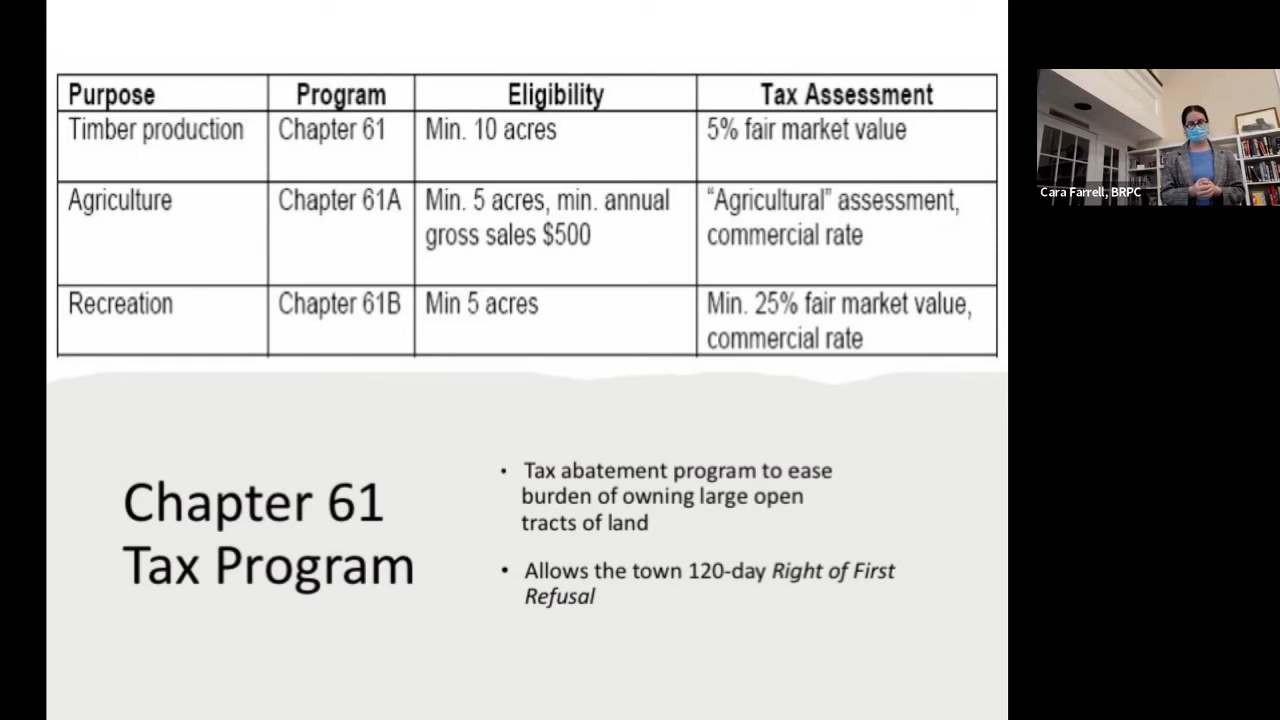 Purpose Program Eligibility Tax Assessment
Timber production Chapter 61 Min. 10 acres 5% fair market value
Agriculture Chapter 61A Min. 5 acres, min. annual “Agricultural” assessment,
gross sales $500 commercial rate
Recreation Chapter 61B Min 5 acres Min. 25% fair market value,
commercial rate
Cara Farrell, BRPC
Chapter 61
Tax Program
• Tax abatement program to ease
burden of owning large open
tracts of land
• Allows the town 120-day Right of First
Refusal